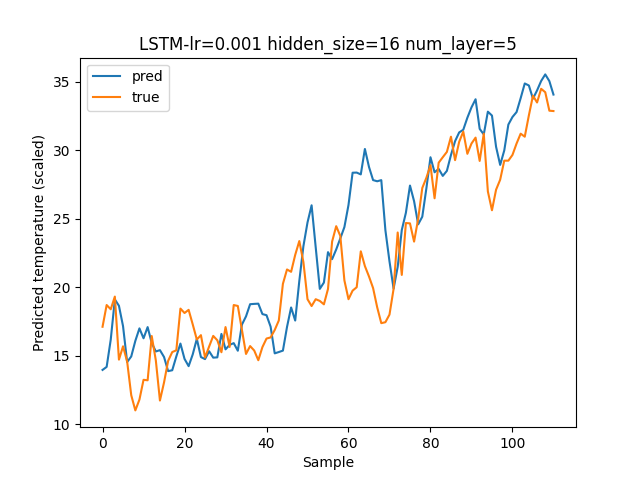 LSTM-lr=0.001 hidden_size=16 num_layer=5
pred
true
35
30
25
20
15
10
Predicted temperature (scaled)
0 20 40 60 80 100
Sample